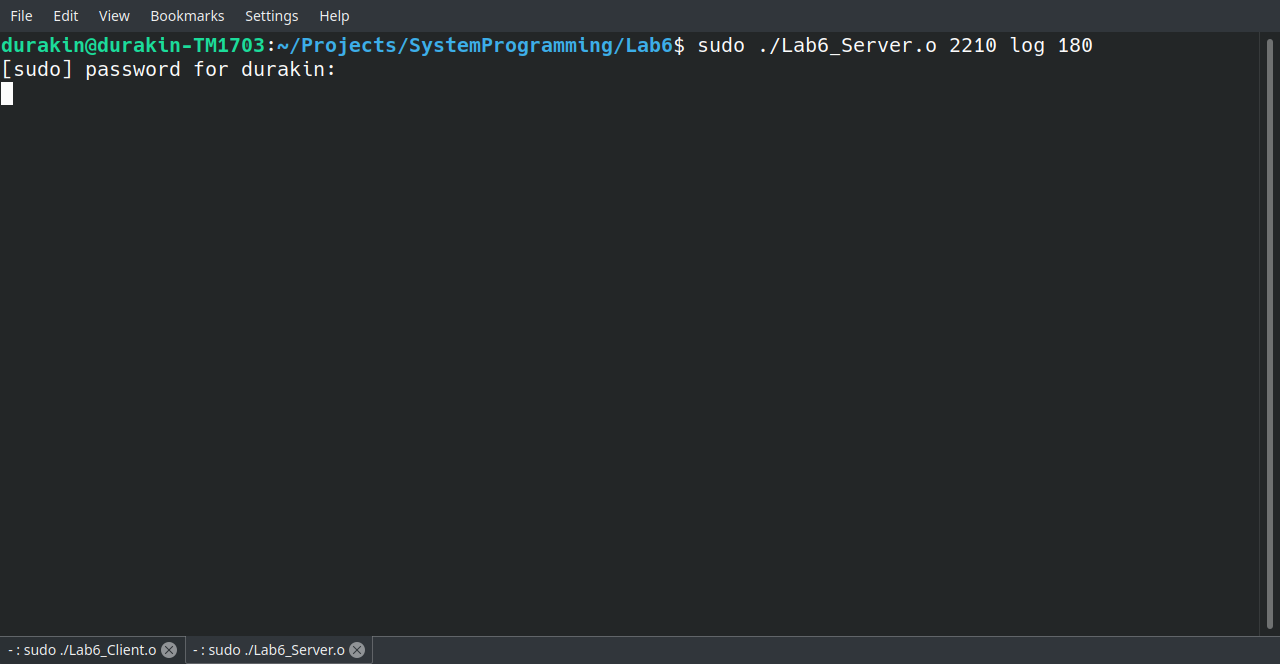 File Edit View Bookmarks Settings Help
durakin@durakin-TM1703:~/Projects/SystemProgramming/Lab6$ sudo ./Lab6_Server.o 2210 log 180
[sudo] password for durakin:
- : sudo ./Lab6_Client.o - : sudo ./Lab6_Server.o